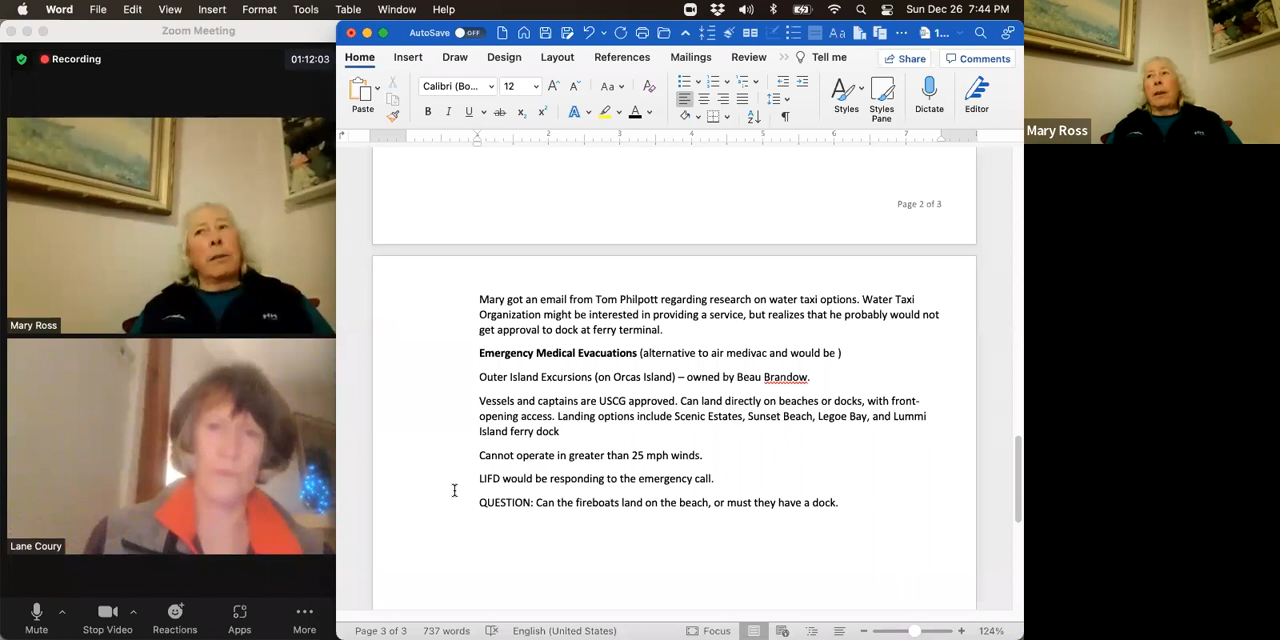 Word File Edit View Insert Format Tools Table Window Help Sun Dec 26 7:44 PM
Zoom Meeting
Recording 01:12:03
Mary Ross
Lane Coury
Mute Stop Video Reactions Apps More
AutoSave OFF 1...
Home Insert Draw Design Layout References Mailings Review Tell me Share Comments
Paste Calibri (Bo... 12 Aa Styles Styles Pane Dictate Editor
2 3 4 5 6 7
Page 2 of 3
Mary got an email from Tom Philpott regarding research on water taxi options. Water Taxi
Organization might be interested in providing a service, but realizes that he probably would not
get approval to dock at ferry terminal.
Emergency Medical Evacuations (alternative to air medivac and would be )
Outer Island Excursions (on Orcas Island) – owned by Beau Brandow.
Vessels and captains are USCG approved. Can land directly on beaches or docks, with front-
opening access. Landing options include Scenic Estates, Sunset Beach, Legoe Bay, and Lummi
Island ferry dock
Cannot operate in greater than 25 mph winds.
LIFD would be responding to the emergency call.
QUESTION: Can the fireboats land on the beach, or must they have a dock.
Page 3 of 3 737 words English (United States) Focus 124%
Mary Ross